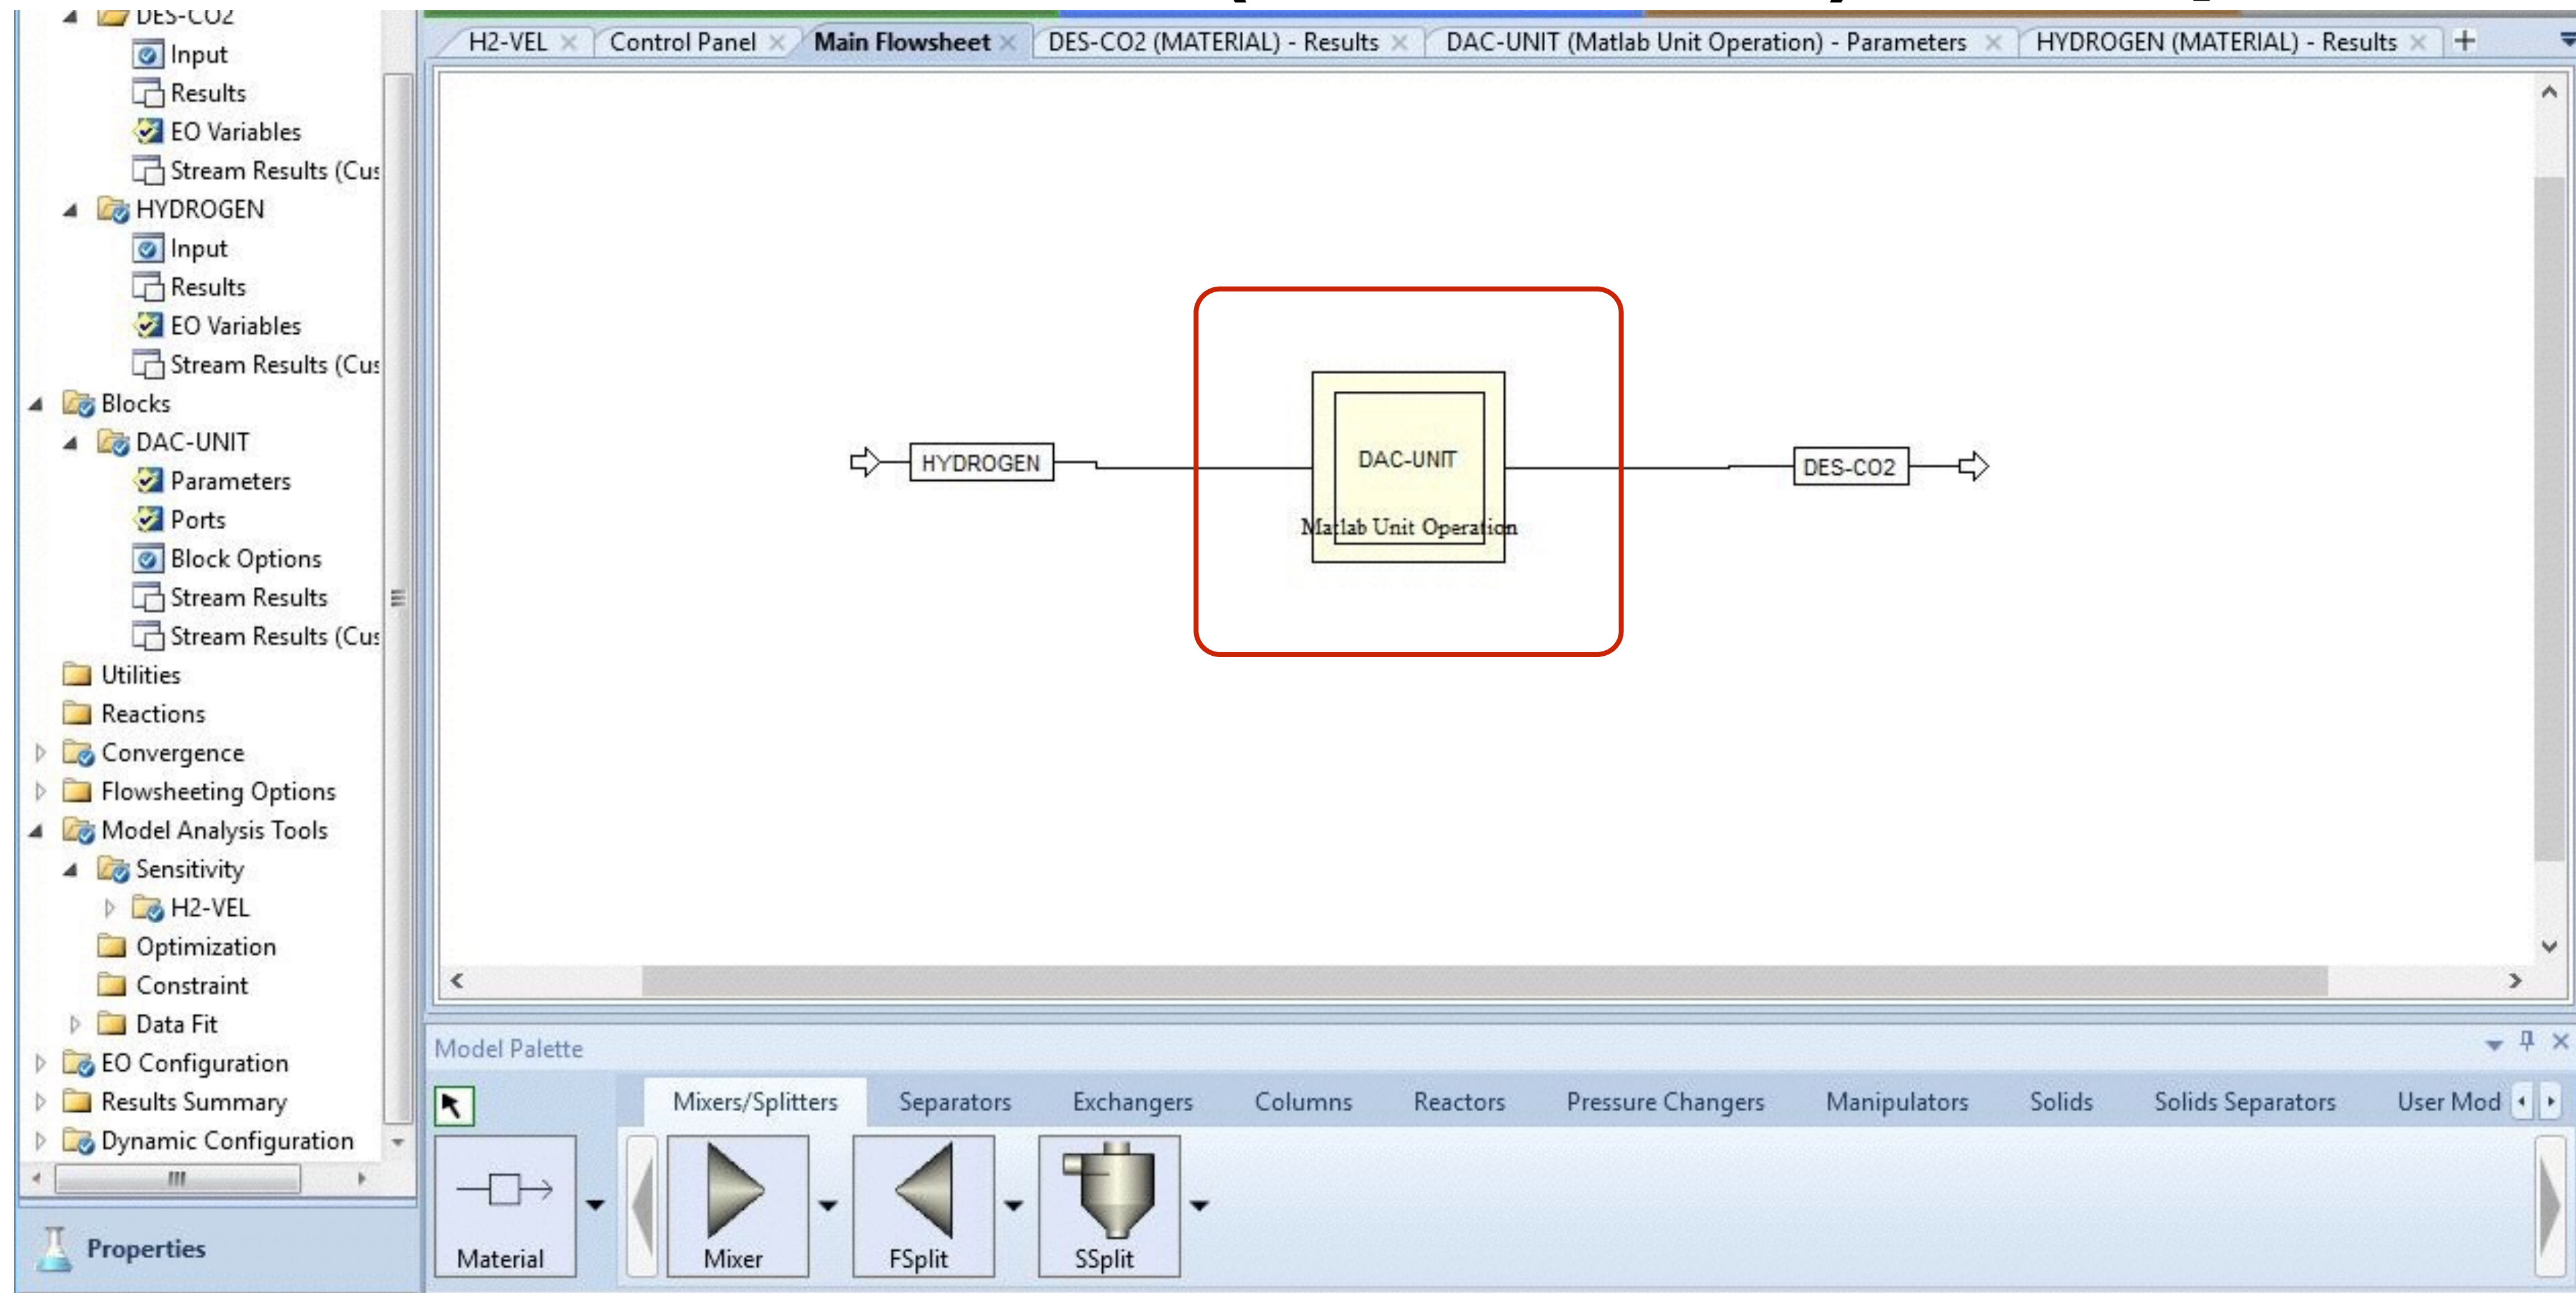 DES-CO2
Input
Results
EO Variables
Stream Results (Cus
HYDROGEN
Input
Results
EO Variables
Stream Results (Cus
Blocks
DAC-UNIT
Parameters
Ports
Block Options
Stream Results
Stream Results (Cus
Utilities
Reactions
Convergence
Flowsheeting Options
Model Analysis Tools
Sensitivity
H2-VEL
Optimization
Constraint
Data Fit
EO Configuration
Results Summary
Dynamic Configuration
Properties
H2-VEL Control Panel Main Flowsheet DES-CO2 (MATERIAL) - Results DAC-UNIT (Matlab Unit Operation) - Parameters HYDROGEN (MATERIAL) - Results
HYDROGEN
DAC-UNIT
Matlab Unit Operation
DES-CO2
Model Palette
Mixers/Splitters Separators Exchangers Columns Reactors Pressure Changers Manipulators Solids Solids Separators User Mod
Material Mixer FSplit SSplit